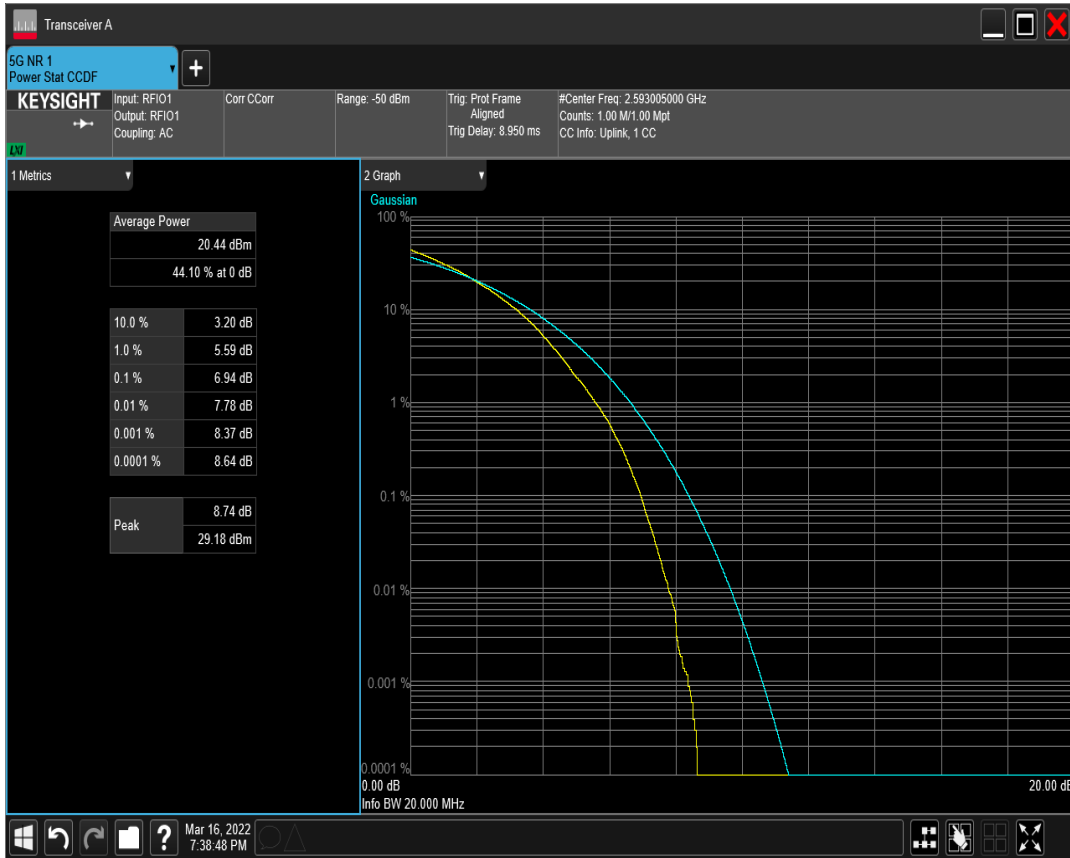 Transceiver A
5G NR 1
Power Stat CCDF
KEYSIGHT
LXI
Input: RFIO1
Output: RFIO1
Coupling: AC
Corr CCorr
Range: -50 dBm
Trig: Prot Frame
Aligned
Trig Delay: 8.950 ms
#Center Freq: 2.593005000 GHz
Counts: 1.00 M/1.00 Mpt
CC Info: Uplink, 1 CC
1 Metrics
Average Power
20.44 dBm
44.10 % at 0 dB
10.0 % 3.20 dB
1.0 % 5.59 dB
0.1 % 6.94 dB
0.01 % 7.78 dB
0.001 % 8.37 dB
0.0001 % 8.64 dB
Peak 8.74 dB
29.18 dBm
2 Graph
Gaussian
100 %
10 %
1 %
0.1 %
0.01 %
0.001 %
0.0001 %
0.00 dB 20.00 dB
Info BW 20.000 MHz
?
Mar 16, 2022
7:38:48 PM